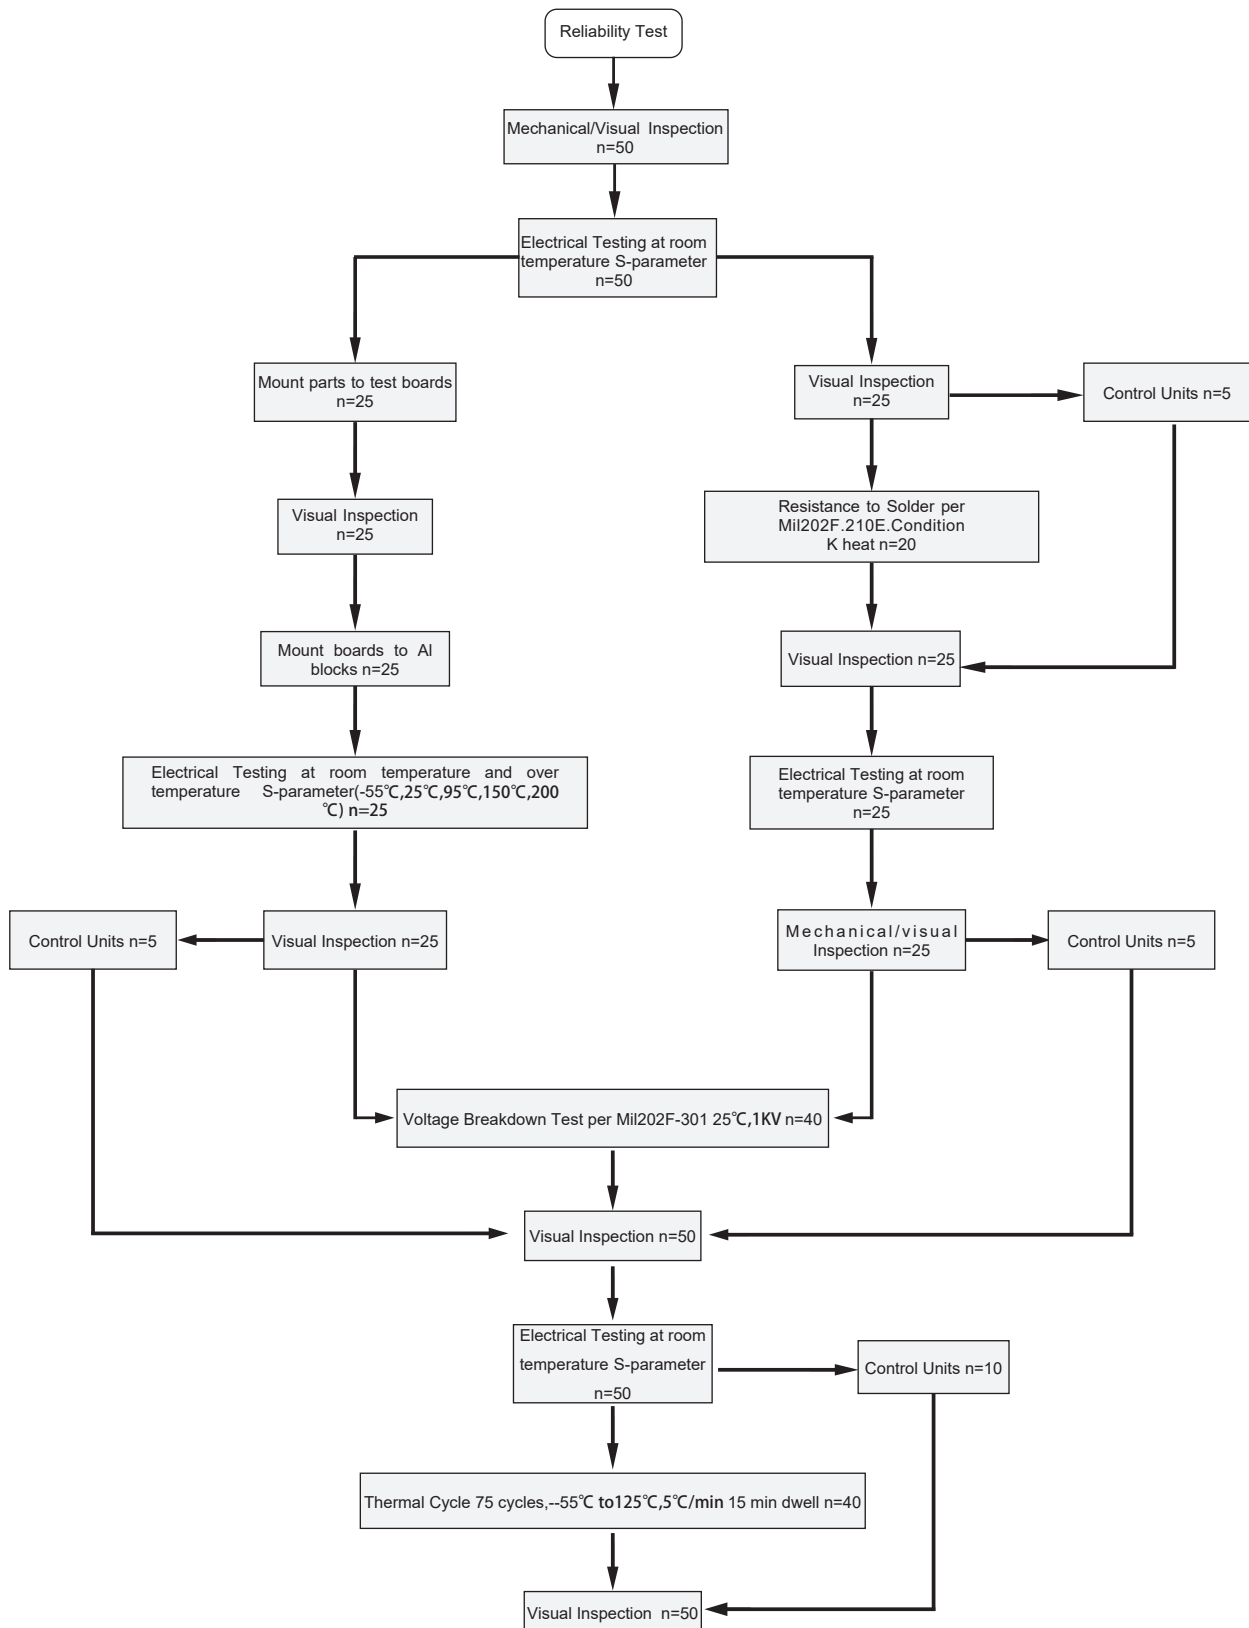 Reliability Test
Mechanical/Visual Inspection
n=50
Electrical Testing at room
temperature S-parameter
n=50
Mount parts to test boards
n=25
Visual Inspection
n=25
Control Units n=5
Visual Inspection
n=25
Resistance to Solder per
Mil202F.210E.Condition
K heat n=20
Mount boards to Al
blocks n=25
Visual Inspection n=25
Electrical Testing at room temperature and over
temperature S-parameter(-55℃,25℃,95℃,150℃,200
℃) n=25
Electrical Testing at room
temperature S-parameter
n=25
Control Units n=5
Visual Inspection n=25
Mechanical/visual
Inspection n=25
Control Units n=5
Voltage Breakdown Test per Mil202F-301 25℃,1KV n=40
Visual Inspection n=50
Electrical Testing at room
temperature S-parameter
n=50
Control Units n=10
Thermal Cycle 75 cycles,--55℃ to125℃,5℃/min 15 min dwell n=40
Visual Inspection n=50